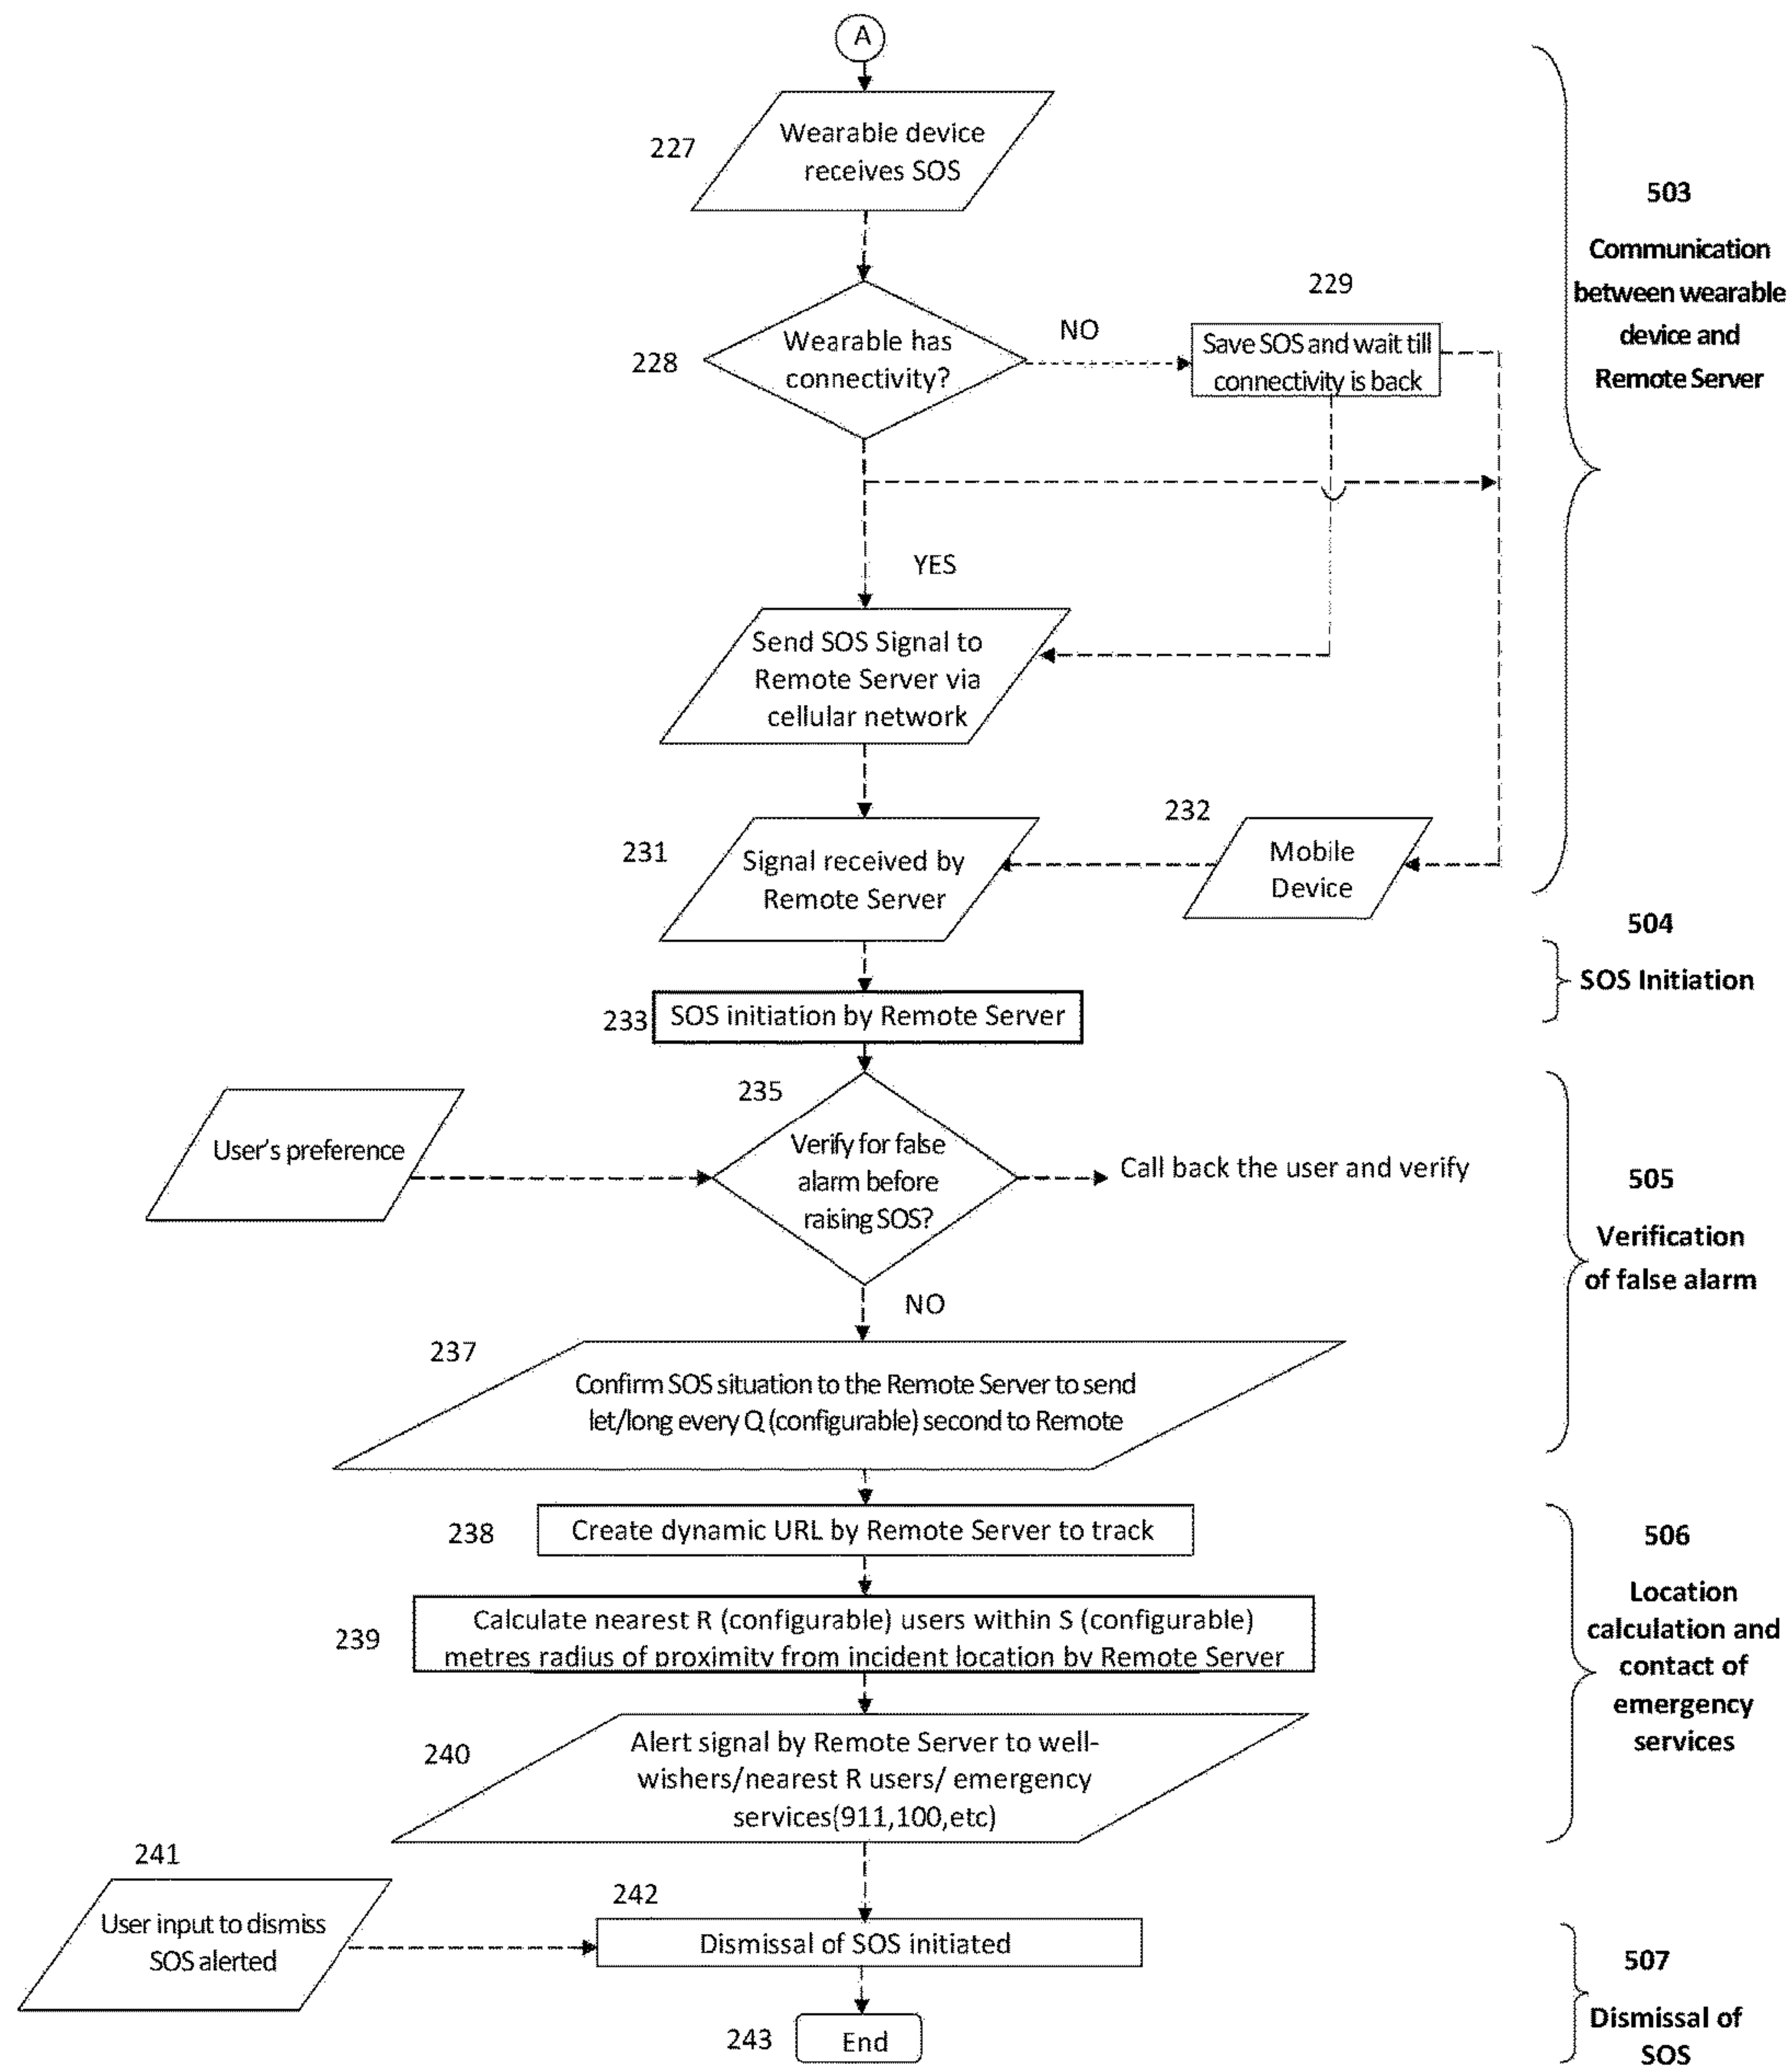 A
227
Wearable device
receives SOS
503
Communication
between wearable
device and
Remote Server
228
Wearable has
connectivity?
NO
229
Save SOS and wait till
connectivity is back
YES
Send SOS Signal to
Remote Server via
cellular network
231
Signal received by
Remote Server
232
Mobile
Device
504
SOS Initiation
233
SOS initiation by Remote Server
235
User's preference
Verify for false
alarm before
raising SOS?
Call back the user and verify
505
Verification
of false alarm
NO
237
Confirm SOS situation to the Remote Server to send
let/long every Q (configurable) second to Remote
238
Create dynamic URL by Remote Server to track
506
Location
calculation and
contact of
emergency
services
239
Calculate nearest R (configurable) users within S (configurable)
metres radius of proximity from incident location by Remote Server
240
Alert signal by Remote Server to well-
wishers/nearest R users/ emergency
services(911,100,etc)
241
User input to dismiss
SOS alerted
242
Dismissal of SOS initiated
507
Dismissal of
SOS
243
End